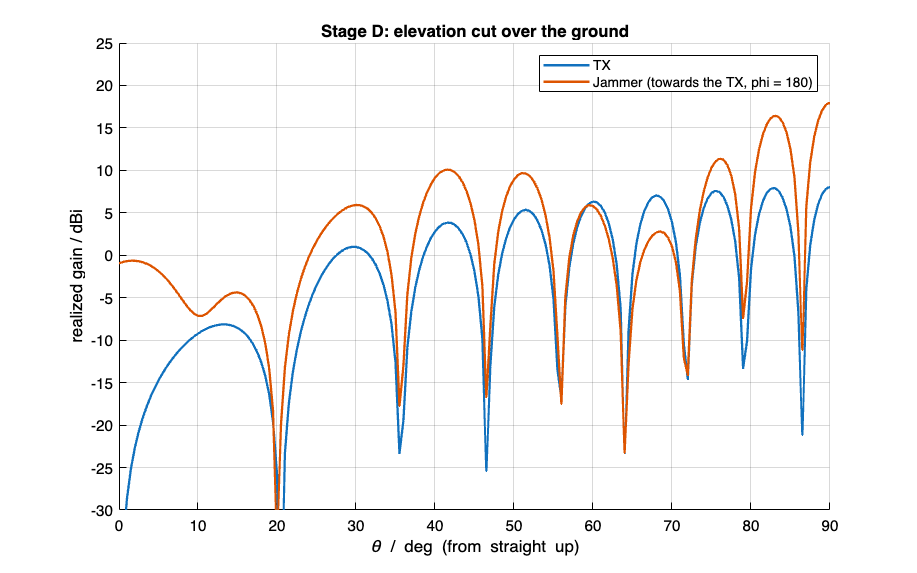 Stage D: elevation cut over the ground
TX
Jammer (towards the TX, phi = 180)
realized gain / dBi
25
20
15
10
5
0
-5
-10
-15
-20
-25
-30
0 10 20 30 40 50 60 70 80 90
θ / deg (from straight up)